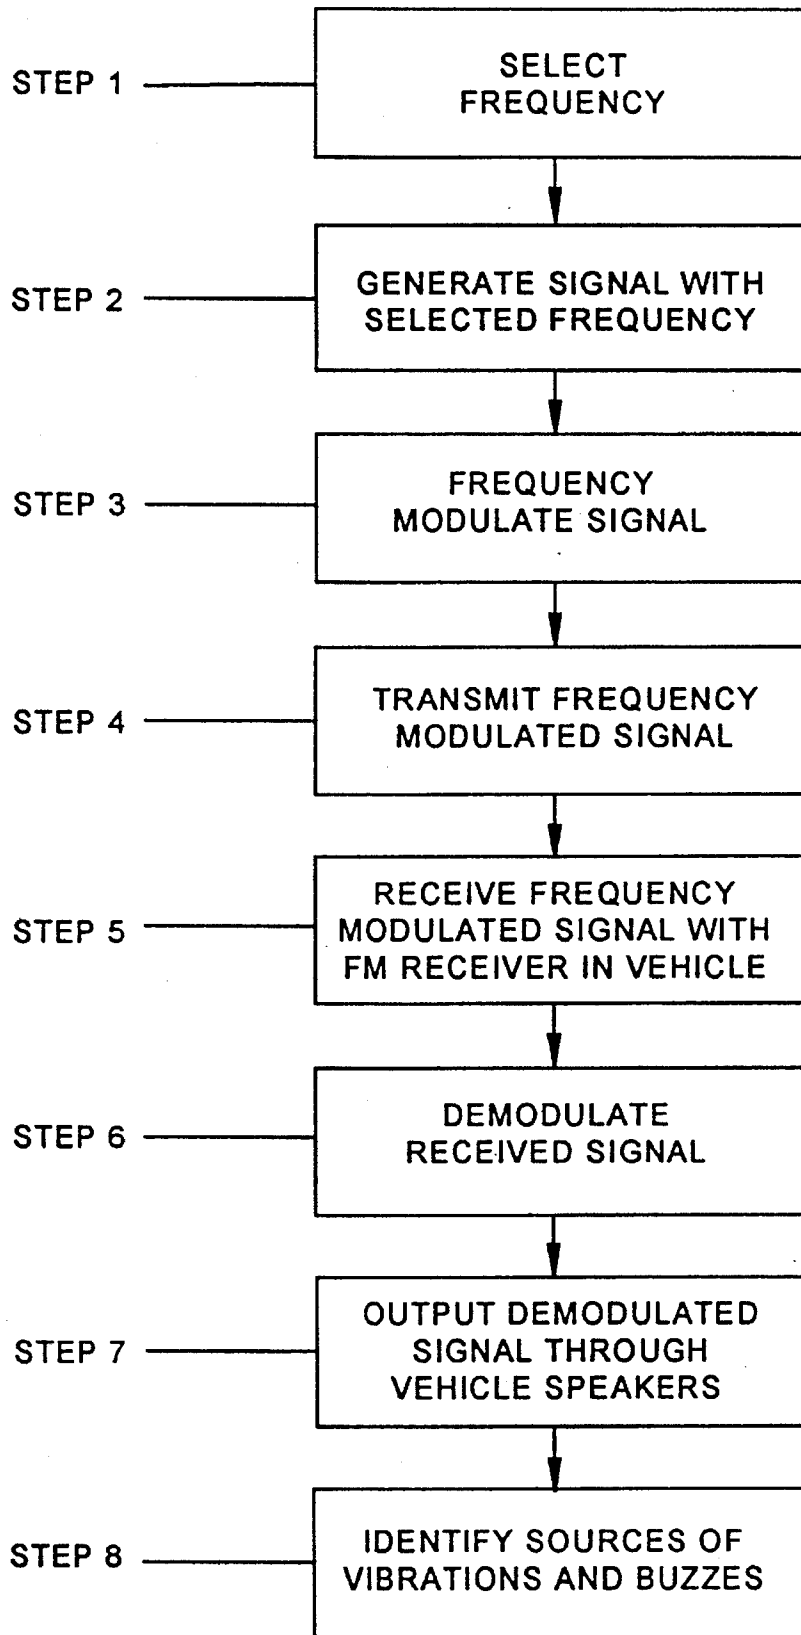 STEP 1
SELECT
FREQUENCY
STEP 2
GENERATE SIGNAL WITH
SELECTED FREQUENCY
STEP 3
FREQUENCY
MODULATE SIGNAL
STEP 4
TRANSMIT FREQUENCY
MODULATED SIGNAL
STEP 5
RECEIVE FREQUENCY
MODULATED SIGNAL WITH
FM RECEIVER IN VEHICLE
STEP 6
DEMODULATE
RECEIVED SIGNAL
STEP 7
OUTPUT DEMODULATED
SIGNAL THROUGH
VEHICLE SPEAKERS
STEP 8
IDENTIFY SOURCES OF
VIBRATIONS AND BUZZES